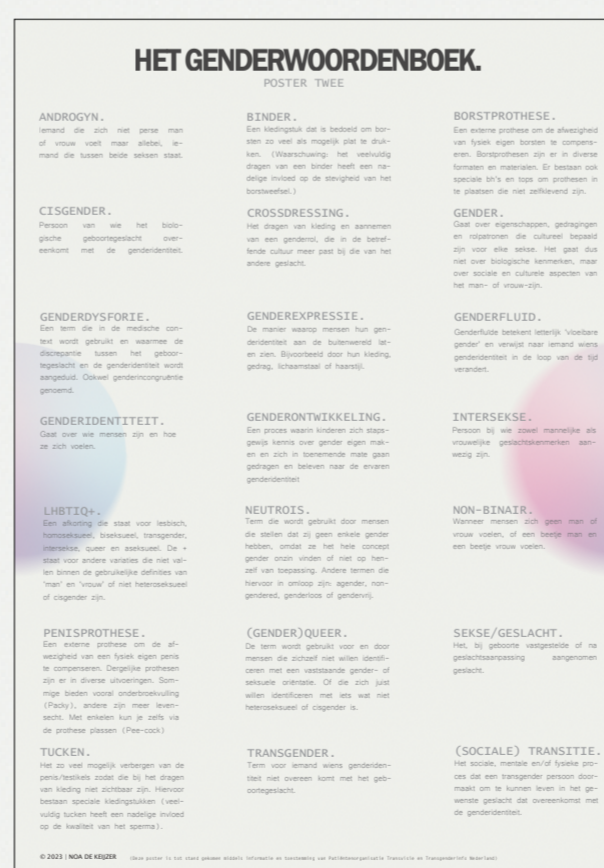 HET GENDERWOORDENBOEK.
POSTER TWEE
ANDROGYN.
Iemand die zich niet perse man
of vrouw voelt maar allebei, ie-
mand die tussen beide seksen staat.
BINDER.
Een kledingstuk dat is bedoeld om bor-
sten zo veel als mogelijk plat te druk-
ken. (Waarschuwing: het veelvuldig
dragen van een binder heeft een na-
delige invloed op de stevigheid van het
borstweefsel.)
BORSTPROTHESE.
Een externe prothese om de afwezigheid
van fysiek eigen borsten te compens-
eren. Borstprothesen zijn er in diverse
formaten en materialen. Er bestaan ook
speciale bh's en tops om prothesen in
te plaatsen die niet zelfklevend zijn.
CISGENDER.
Persoon van wie het biolo-
gische geboortegeslacht over-
eenkomt met de genderidentiteit.
CROSSDRESSING.
Het dragen van kleding en aannemen
van een genderrol, die in de betref-
fende cultuur meer past bij die van het
andere geslacht.
GENDER.
Gaat over eigenschappen, gedragingen
en rolpatronen die cultureel bepaald
zijn voor elke sekse. Het gaat dus
niet over biologische kenmerken, maar
over sociale en culturele aspecten van
het man- of vrouw-zijn.
GENDERDYSFORIE.
Een term die in de medische con-
text wordt gebruikt en waarmee de
discrepantie tussen het geboor-
tegeslacht en de genderidentiteit wordt
aangeduid. Ookwel genderincongruëntie
genoemd.
GENDEREXPRESSIE.
De manier waarop mensen hun gen-
deridentiteit aan de buitenwereld lat-
en zien. Bijvoorbeeld door hun kleding,
gedrag, lichaamstaal of haarstijl.
GENDERFLUID.
Genderfluïde betekent letterlijk 'vloeibare
gender' en verwijst naar iemand wiens
genderidentiteit in de loop van de tijd
verandert.
GENDERIDENTITEIT.
Gaat over wie mensen zijn en hoe
ze zich voelen.
GENDERONTWIKKELING.
Een proces waarin kinderen zich staps-
gewijs kennis over gender eigen mak-
en en zich in toenemende mate gaan
gedragen en beleven naar de ervaren
genderidentiteit
INTERSEKSE.
Persoon bij wie zowel mannelijke als
vrouwelijke geslachtskenmerken aan-
wezig zijn.
LHBTIQ+.
Een afkorting die staat voor lesbisch,
homoseksueel, biseksueel, transgender,
intersekse, queer en aseksueel. De +
staat voor andere variaties die niet val-
len binnen de gebruikelijke definities van
'man' en 'vrouw' of niet heteroseksueel
of cisgender zijn.
NEUTROIS.
Term die wordt gebruikt door mensen
die stellen dat zij geen enkele gender
hebben, omdat ze het hele concept
gender onzin vinden of niet op hen-
zelf van toepassing. Andere termen die
hiervoor in omloop zijn: agender, non-
gendered, genderloos of gendervrij.
NON-BINAIR.
Wanneer mensen zich geen man of
vrouw voelen, of een beetje man en
een beetje vrouw voelen.
PENISPROTHESE.
Een externe prothese om de af-
wezigheid van een fysiek eigen penis
te compenseren. Dergelijke prothesen
zijn er in diverse uitvoeringen. Som-
mige bieden vooral onderbroekvulling
(Packy), andere zijn meer leven-
secht. Met enkelen kun je zelfs via
de prothese plassen (Pee-cock)
(GENDER)QUEER.
De term wordt gebruikt voor en door
mensen die zichzelf niet willen identifi-
ceren met een vaststaande gender- of
seksuele oriëntatie. Of die zich juist
willen identificeren met iets wat niet
heteroseksueel of cisgender is.
SEKSE/GESLACHT.
Het, bij geboorte vastgestelde of na
geslachtsaanpassing aangenomen
geslacht.
TUCKEN.
Het zo veel mogelijk verbergen van de
penis/testikels zodat die bij het dragen
van kleding niet zichtbaar zijn. Hiervoor
bestaan speciale kledingstukken (veel-
vuldig tucken heeft een nadelige invloed
op de kwaliteit van het sperma).
TRANSGENDER.
Term voor iemand wiens genderiden-
titeit niet overeen komt met het geb-
oortegeslacht.
(SOCIALE) TRANSITIE.
Het sociale, mentale en/of fysieke pro-
ces dat een transgender persoon door-
maakt om te kunnen leven in het ge-
wenste geslacht dat overeenkomst met
de genderidentiteit.
© 2023 | NOA DE KEIJZER
(Deze poster is tot stand gekomen middels informatie en toestemming van Patiëntenorganisatie Transvisie en Transgenderinfo Nederland)